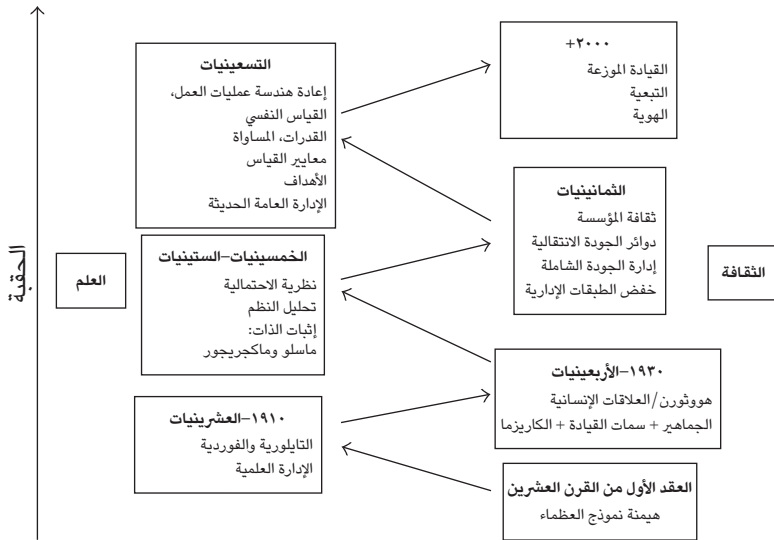 +٢٠٠٠
القيادة الموزعة
التبعية
الهوية
التسعينيات
إعادة هندسة عمليات العمل،
القياس النفسي
القدرات، المساواة
معايير القياس
الأهداف
الإدارة العامة الحديثة
الثمانينيات
ثقافة المؤسسة
دوائر الجودة الانتقالية
إدارة الجودة الشاملة
خفض الطبقات الإدارية
الثقافة
الخمسينيات–الستينيات
نظرية الاحتمالية
تحليل النظم
إثبات الذات:
ماسلو وماكجريجور
العلم
الحقبة
١٩٣٠–الأربعينيات
هووثورن/العلاقات الإنسانية
الجماهير + سمات القيادة + الكاريزما
١٩١٠–العشرينيات
التايلورية والفوردية
الإدارة العلمية
العقد الأول من القرن العشرين
هيمنة نموذج العظماء